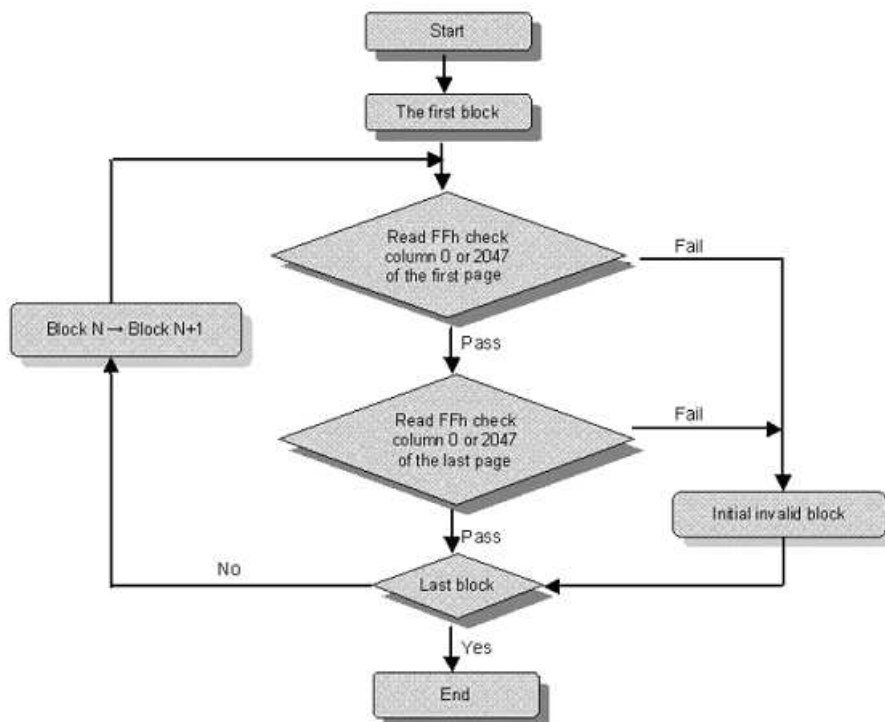 Start
The first block
Read FFh check
column 0 or 2047
of the first page
Fail
Block N → Block N+1
Pass
Read FFh check
column 0 or 2047
of the last page
Fail
Initial invalid block
Pass
No
Last block
Yes
End